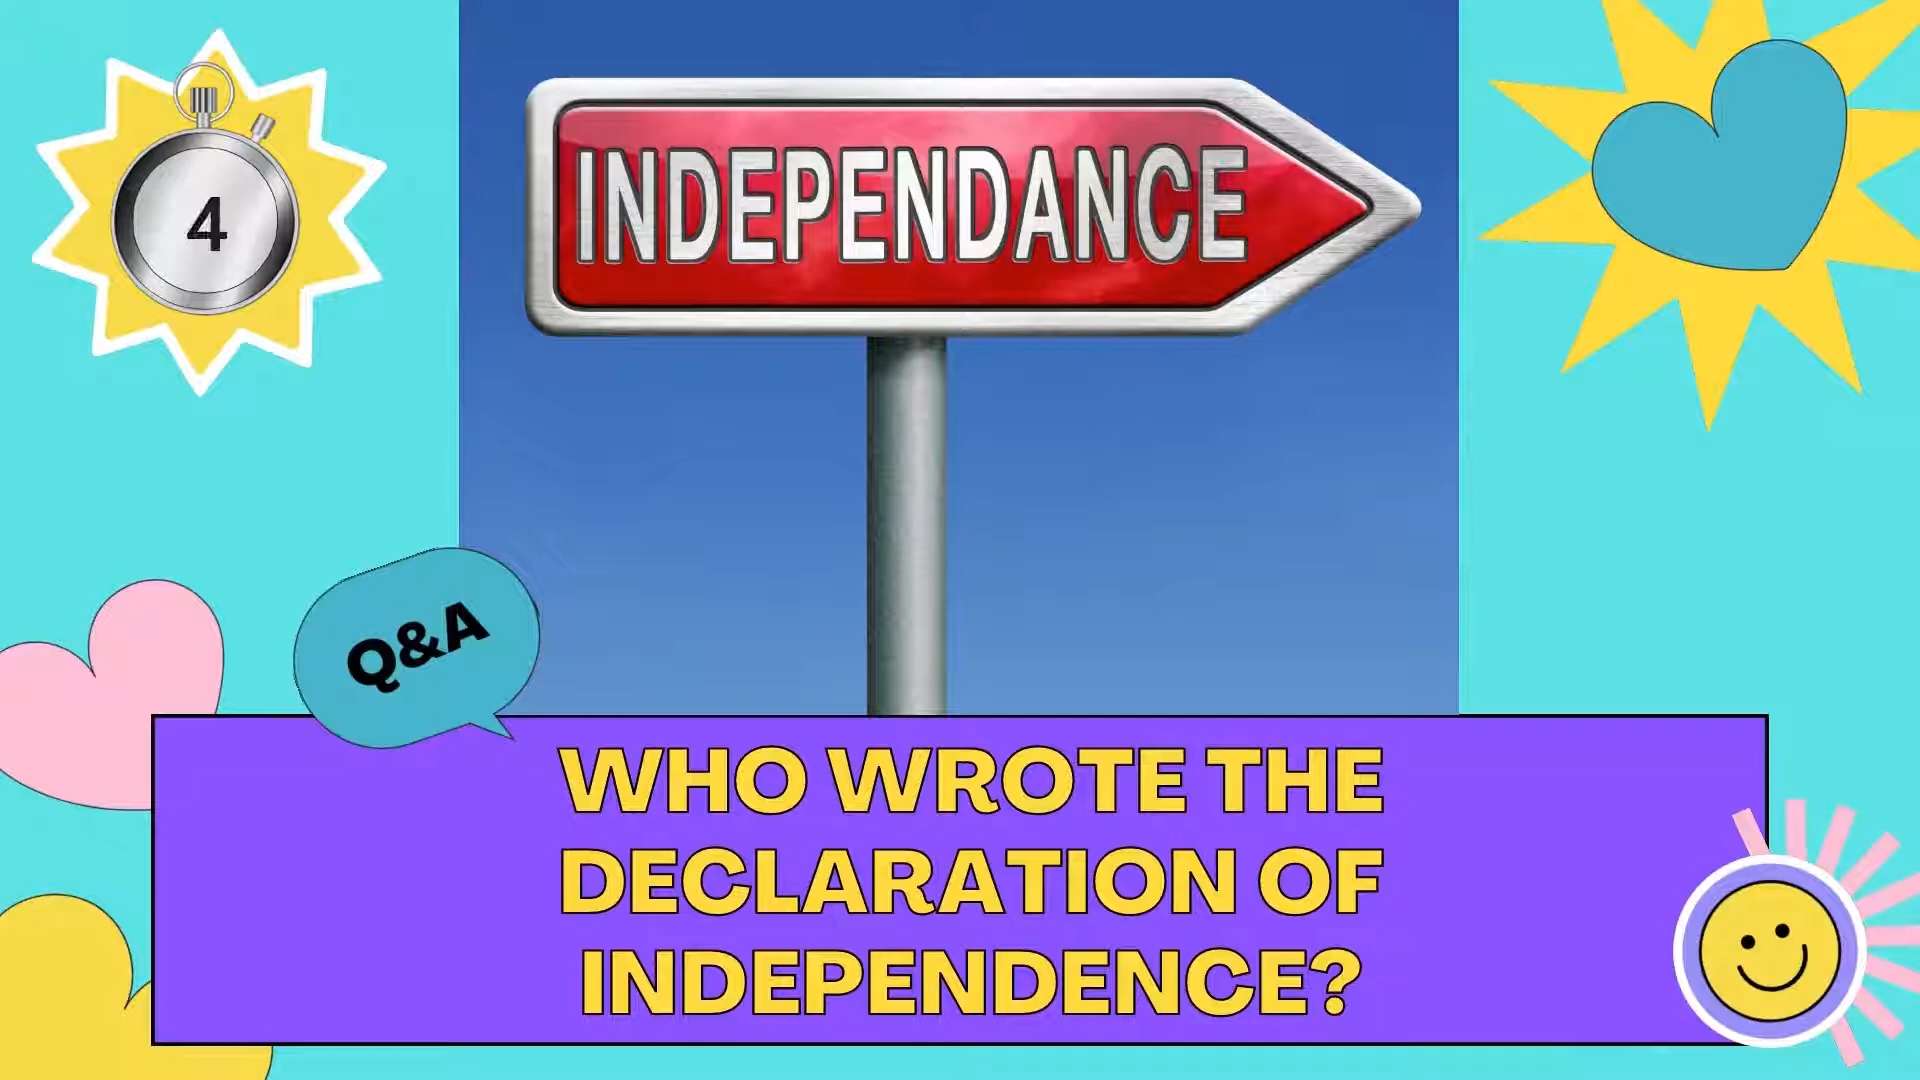 4
INDEPENDANCE
Q&A
WHO WROTE THE
DECLARATION OF
INDEPENDENCE?